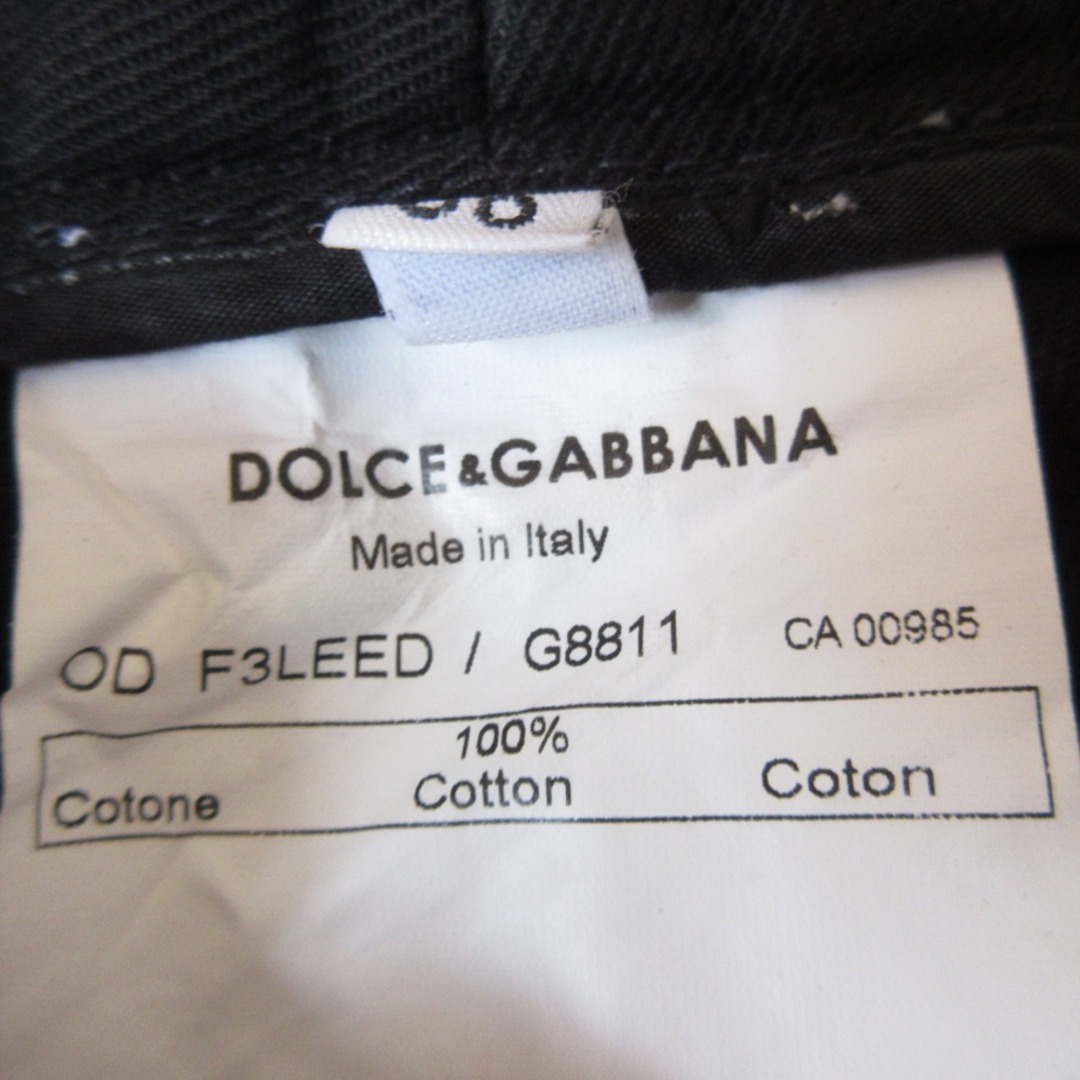 DOLCE&GABBANA
Made in Italy
OD F3LEED / G8811 CA 00985
100%
Cotone Cotton Coton